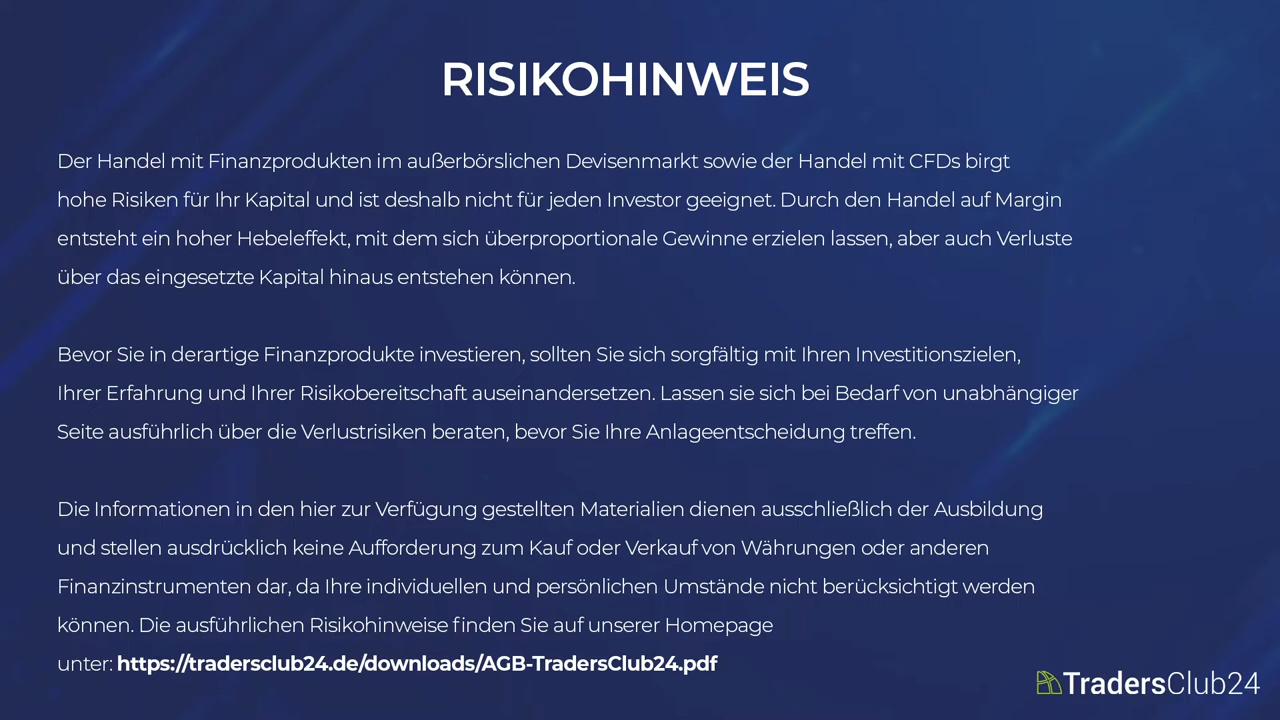 RISIKOHINWEIS
Der Handel mit Finanzprodukten im außerbörslichen Devisenmarkt sowie der Handel mit CFDs birgt
hohe Risiken für Ihr Kapital und ist deshalb nicht für jeden Investor geeignet. Durch den Handel auf Margin
entsteht ein hoher Hebeleffekt, mit dem sich überproportionale Gewinne erzielen lassen, aber auch Verluste
über das eingesetzte Kapital hinaus entstehen können.
Bevor Sie in derartige Finanzprodukte investieren, sollten Sie sich sorgfältig mit Ihren Investitionszielen,
Ihrer Erfahrung und Ihrer Risikobereitschaft auseinandersetzen. Lassen sie sich bei Bedarf von unabhängiger
Seite ausführlich über die Verlustrisiken beraten, bevor Sie Ihre Anlageentscheidung treffen.
Die Informationen in den hier zur Verfügung gestellten Materialien dienen ausschließlich der Ausbildung
und stellen ausdrücklich keine Aufforderung zum Kauf oder Verkauf von Währungen oder anderen
Finanzinstrumenten dar, da Ihre individuellen und persönlichen Umstände nicht berücksichtigt werden
können. Die ausführlichen Risikohinweise finden Sie auf unserer Homepage
unter: https://tradersclub24.de/downloads/AGB-TradersClub24.pdf
TradersClub24